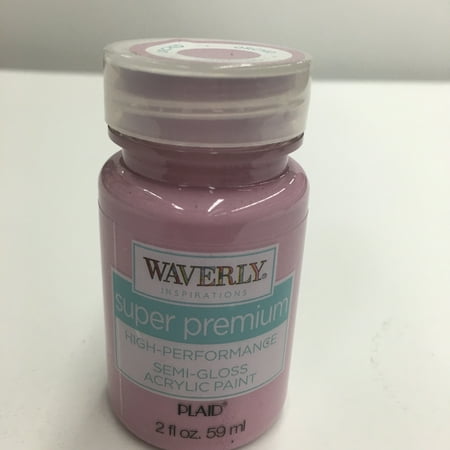 WAVERLY®
INSPIRATIONS
super premium
HIGH-PERFORMANCE
SEMI-GLOSS
ACRYLIC PAINT
PLAID®
2 fl oz. 59 ml